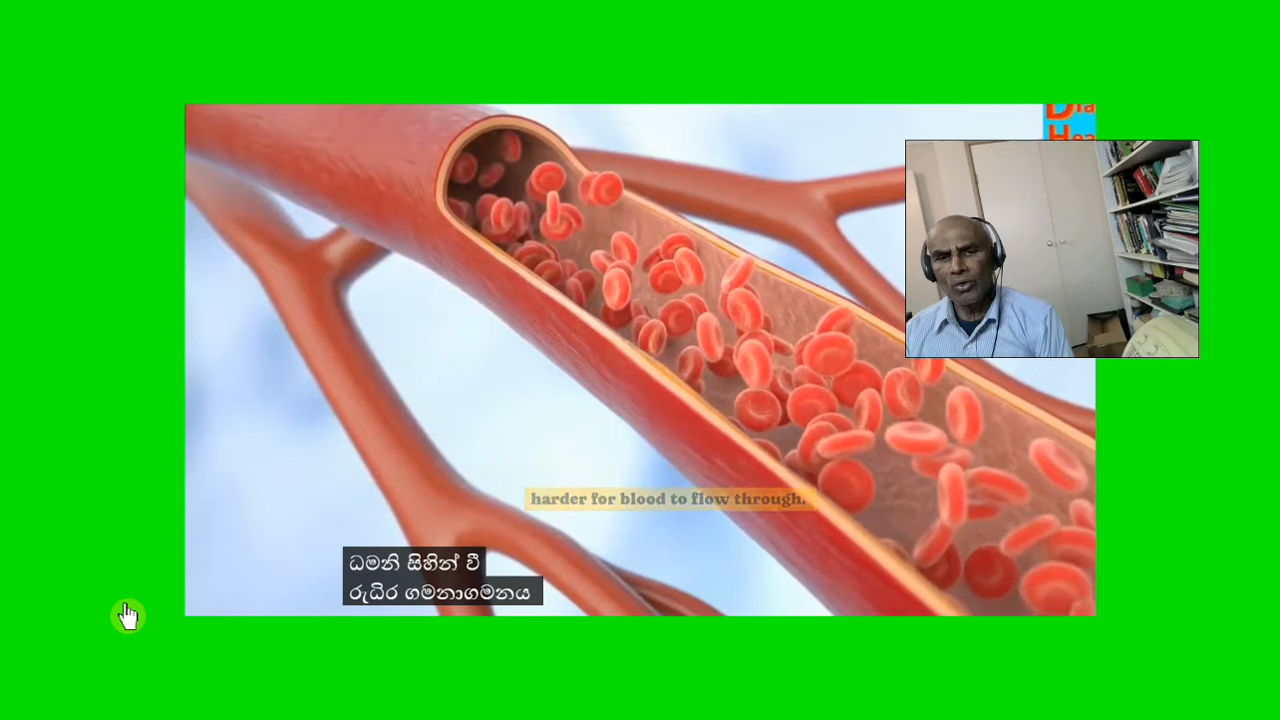 harder for blood to flow through.
ධමනි සිහින් වී
රුධිර ගමනාගමනය